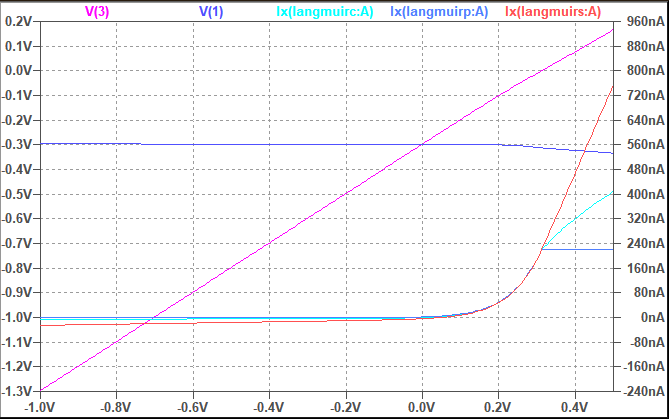 V(3) V(1) Ix(langmuirc:A) Ix(langmuirp:A) Ix(langmuirs:A)
0.2V 960nA
0.1V 880nA
0.0V 800nA
-0.1V 720nA
-0.2V 640nA
-0.3V 560nA
-0.4V 480nA
-0.5V 400nA
-0.6V 320nA
-0.7V 240nA
-0.8V 160nA
-0.9V 80nA
-1.0V 0nA
-1.1V -80nA
-1.2V -160nA
-1.3V -240nA
-1.0V -0.8V -0.6V -0.4V -0.2V 0.0V 0.2V 0.4V